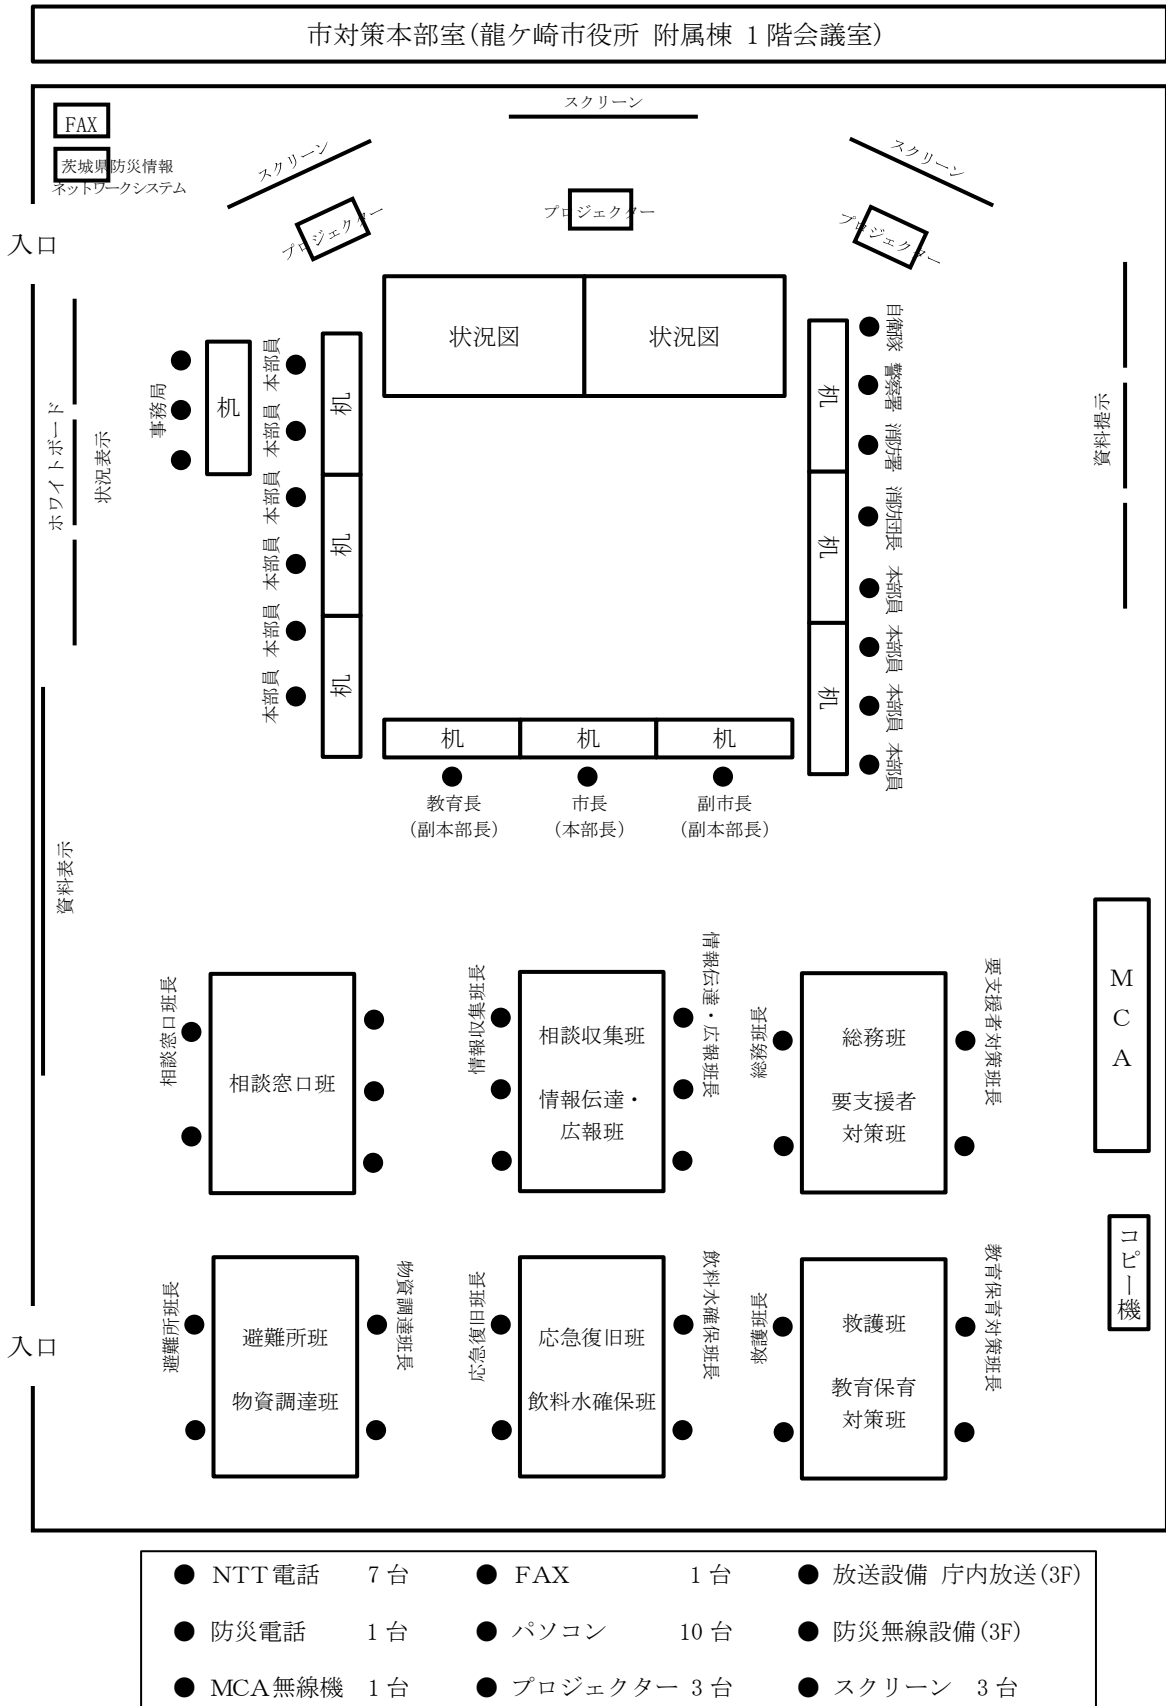 市対策本部室(龍ケ崎市役所 附属棟 1階会議室)
スクリーン
FAX
茨城県防災情報
ネットワークシステム
スクリーン
スクリーン
プロジェクター
プロジェクター
プロジェクター
入口
状況図
状況図
ホワイトボード
状況表示
事務局
机
本部員
本部員
本部員
本部員
本部員
本部員
机
机
机
机
机
机
自衛隊
警察署
消防署
消防団長
本部員
本部員
本部員
本部員
資料提示
机
机
机
教育長
(副本部長)
市長
(本部長)
副市長
(副本部長)
資料表示
MCA
相談窓口班長
相談窓口班
情報収集班長
相談収集班
情報伝達・
広報班
情報伝達・広報班長
総務班長
総務班
要支援者
対策班
要支援者対策班長
コピー機
入口
避難所班長
避難所班
物資調達班
物資調達班長
応急復旧班長
応急復旧班
飲料水確保班
飲料水確保班長
救護班長
救護班
教育保育
対策班
教育保育対策班長
● NTT電話 7台 ● FAX 1台 ● 放送設備 庁内放送(3F)
● 防災電話 1台 ● パソコン 10台 ● 防災無線設備(3F)
● MCA無線機 1台 ● プロジェクター 3台 ● スクリーン 3台